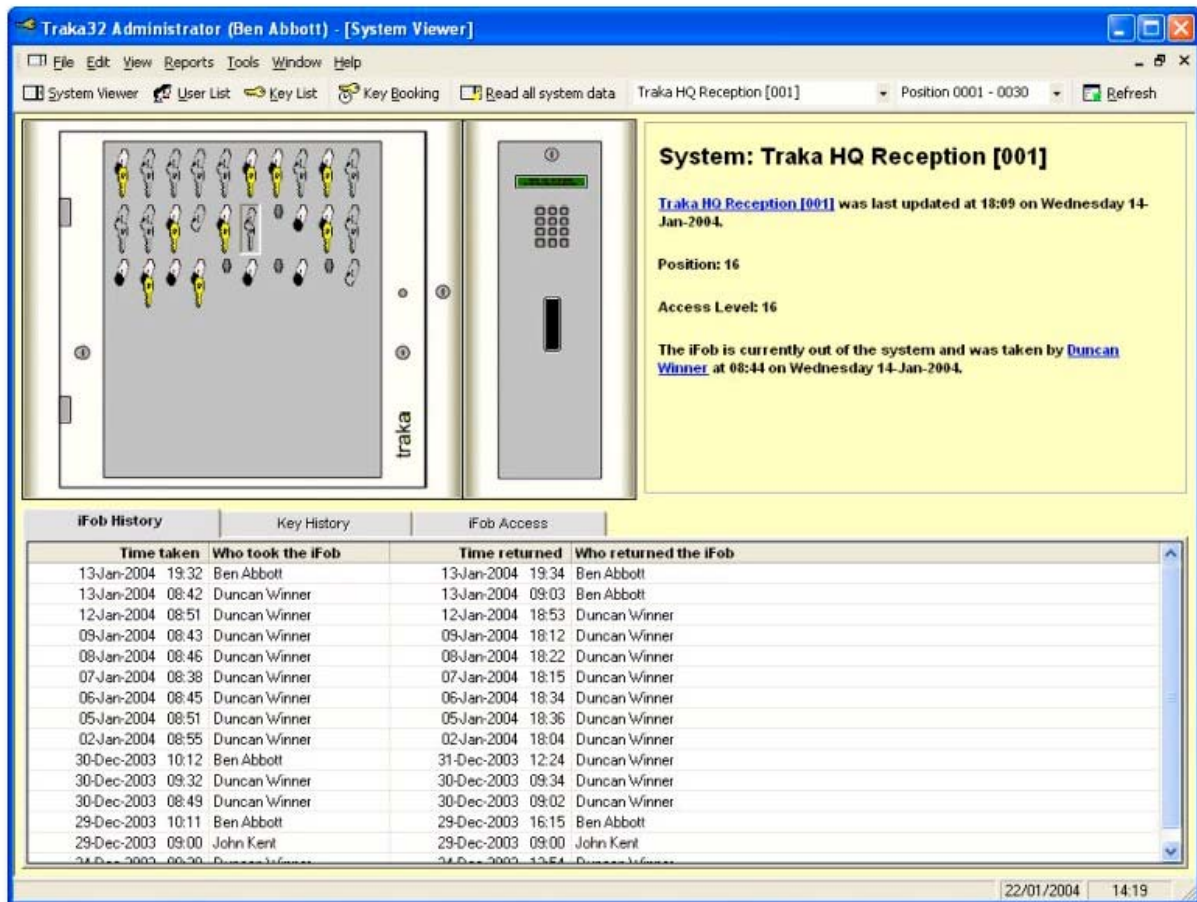 Traka32 Administrator (Ben Abbott) - [System Viewer]
File Edit View Reports Tools Window Help
System Viewer User List Key List Key Booking Read all system data Traka HQ Reception [001] Position 0001 - 0030 Refresh
System: Traka HQ Reception [001]
Traka HQ Reception [001] was last updated at 18:09 on Wednesday 14-
Jan-2004.
Position: 16
Access Level: 16
The iFob is currently out of the system and was taken by Duncan
Winner at 08:44 on Wednesday 14-Jan-2004.
traka
iFob History Key History iFob Access
Time taken Who took the iFob Time returned Who returned the iFob
13-Jan-2004 19:32 Ben Abbott 13-Jan-2004 19:34 Ben Abbott
13-Jan-2004 08:42 Duncan Winner 13-Jan-2004 09:03 Ben Abbott
12-Jan-2004 08:51 Duncan Winner 12-Jan-2004 18:53 Duncan Winner
09-Jan-2004 08:43 Duncan Winner 09-Jan-2004 18:12 Duncan Winner
08-Jan-2004 08:46 Duncan Winner 08-Jan-2004 18:22 Duncan Winner
07-Jan-2004 08:38 Duncan Winner 07-Jan-2004 18:15 Duncan Winner
06-Jan-2004 08:45 Duncan Winner 06-Jan-2004 18:34 Duncan Winner
05-Jan-2004 08:51 Duncan Winner 05-Jan-2004 18:36 Duncan Winner
02-Jan-2004 08:55 Duncan Winner 02-Jan-2004 18:04 Duncan Winner
30-Dec-2003 10:12 Ben Abbott 31-Dec-2003 12:24 Duncan Winner
30-Dec-2003 09:32 Duncan Winner 30-Dec-2003 09:34 Duncan Winner
30-Dec-2003 08:49 Duncan Winner 30-Dec-2003 09:02 Duncan Winner
29-Dec-2003 10:11 Ben Abbott 29-Dec-2003 16:15 Ben Abbott
29-Dec-2003 09:00 John Kent 29-Dec-2003 09:00 John Kent
22/01/2004 14:19